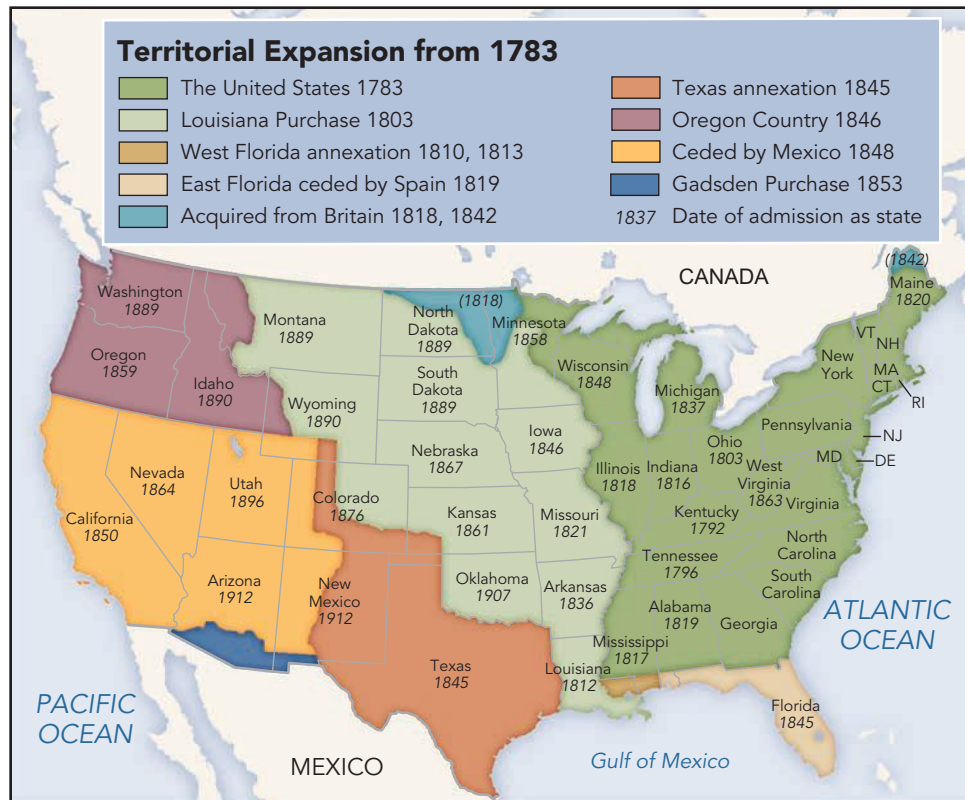 Territorial Expansion from 1783
The United States 1783
Louisiana Purchase 1803
West Florida annexation 1810, 1813
East Florida ceded by Spain 1819
Acquired from Britain 1818, 1842
Texas annexation 1845
Oregon Country 1846
Ceded by Mexico 1848
Gadsden Purchase 1853
1837 Date of admission as state
CANADA
(1842)
Maine
1820
Washington
1889
Oregon
1859
Idaho
1890
Montana
1889
Wyoming
1890
North
Dakota
1889
(1818)
Minnesota
1858
South
Dakota
1889
Wisconsin
1848
Michigan
1837
VT
NH
New
York
MA
CT
RI
Pennsylvania
NJ
MD
DE
Iowa
1846
Nebraska
1867
Nevada
1864
Utah
1896
California
1850
Colorado
1876
Kansas
1861
Missouri
1821
Illinois
1818
Indiana
1816
Ohio
1803
West
Virginia
1863
Virginia
Kentucky
1792
North
Carolina
Tennessee
1796
South
Carolina
Arizona
1912
New
Mexico
1912
Oklahoma
1907
Arkansas
1836
Mississippi
1817
Alabama
1819
Georgia
ATLANTIC
OCEAN
Texas
1845
Louisiana
1812
Florida
1845
PACIFIC
OCEAN
MEXICO
Gulf of Mexico